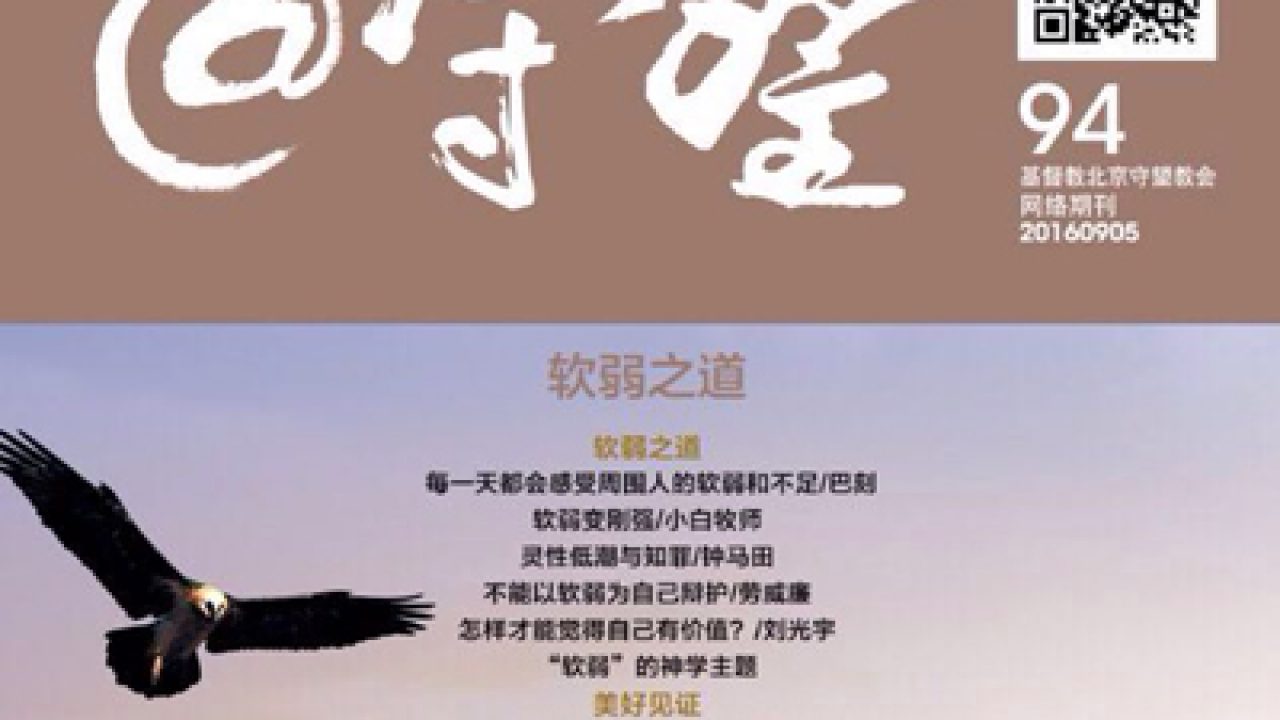 @守望
94
基督教北京守望教会
网络期刊
20160905
软弱之道
软弱之道
每一天都会感受周围人的软弱和不足/巴刻
软弱变刚强/小白牧师
灵性低潮与知罪/钟马田
不能以软弱为自己辩护/劳威廉
怎样才能觉得自己有价值？/刘光宇
“软弱”的神学主题
美好见证